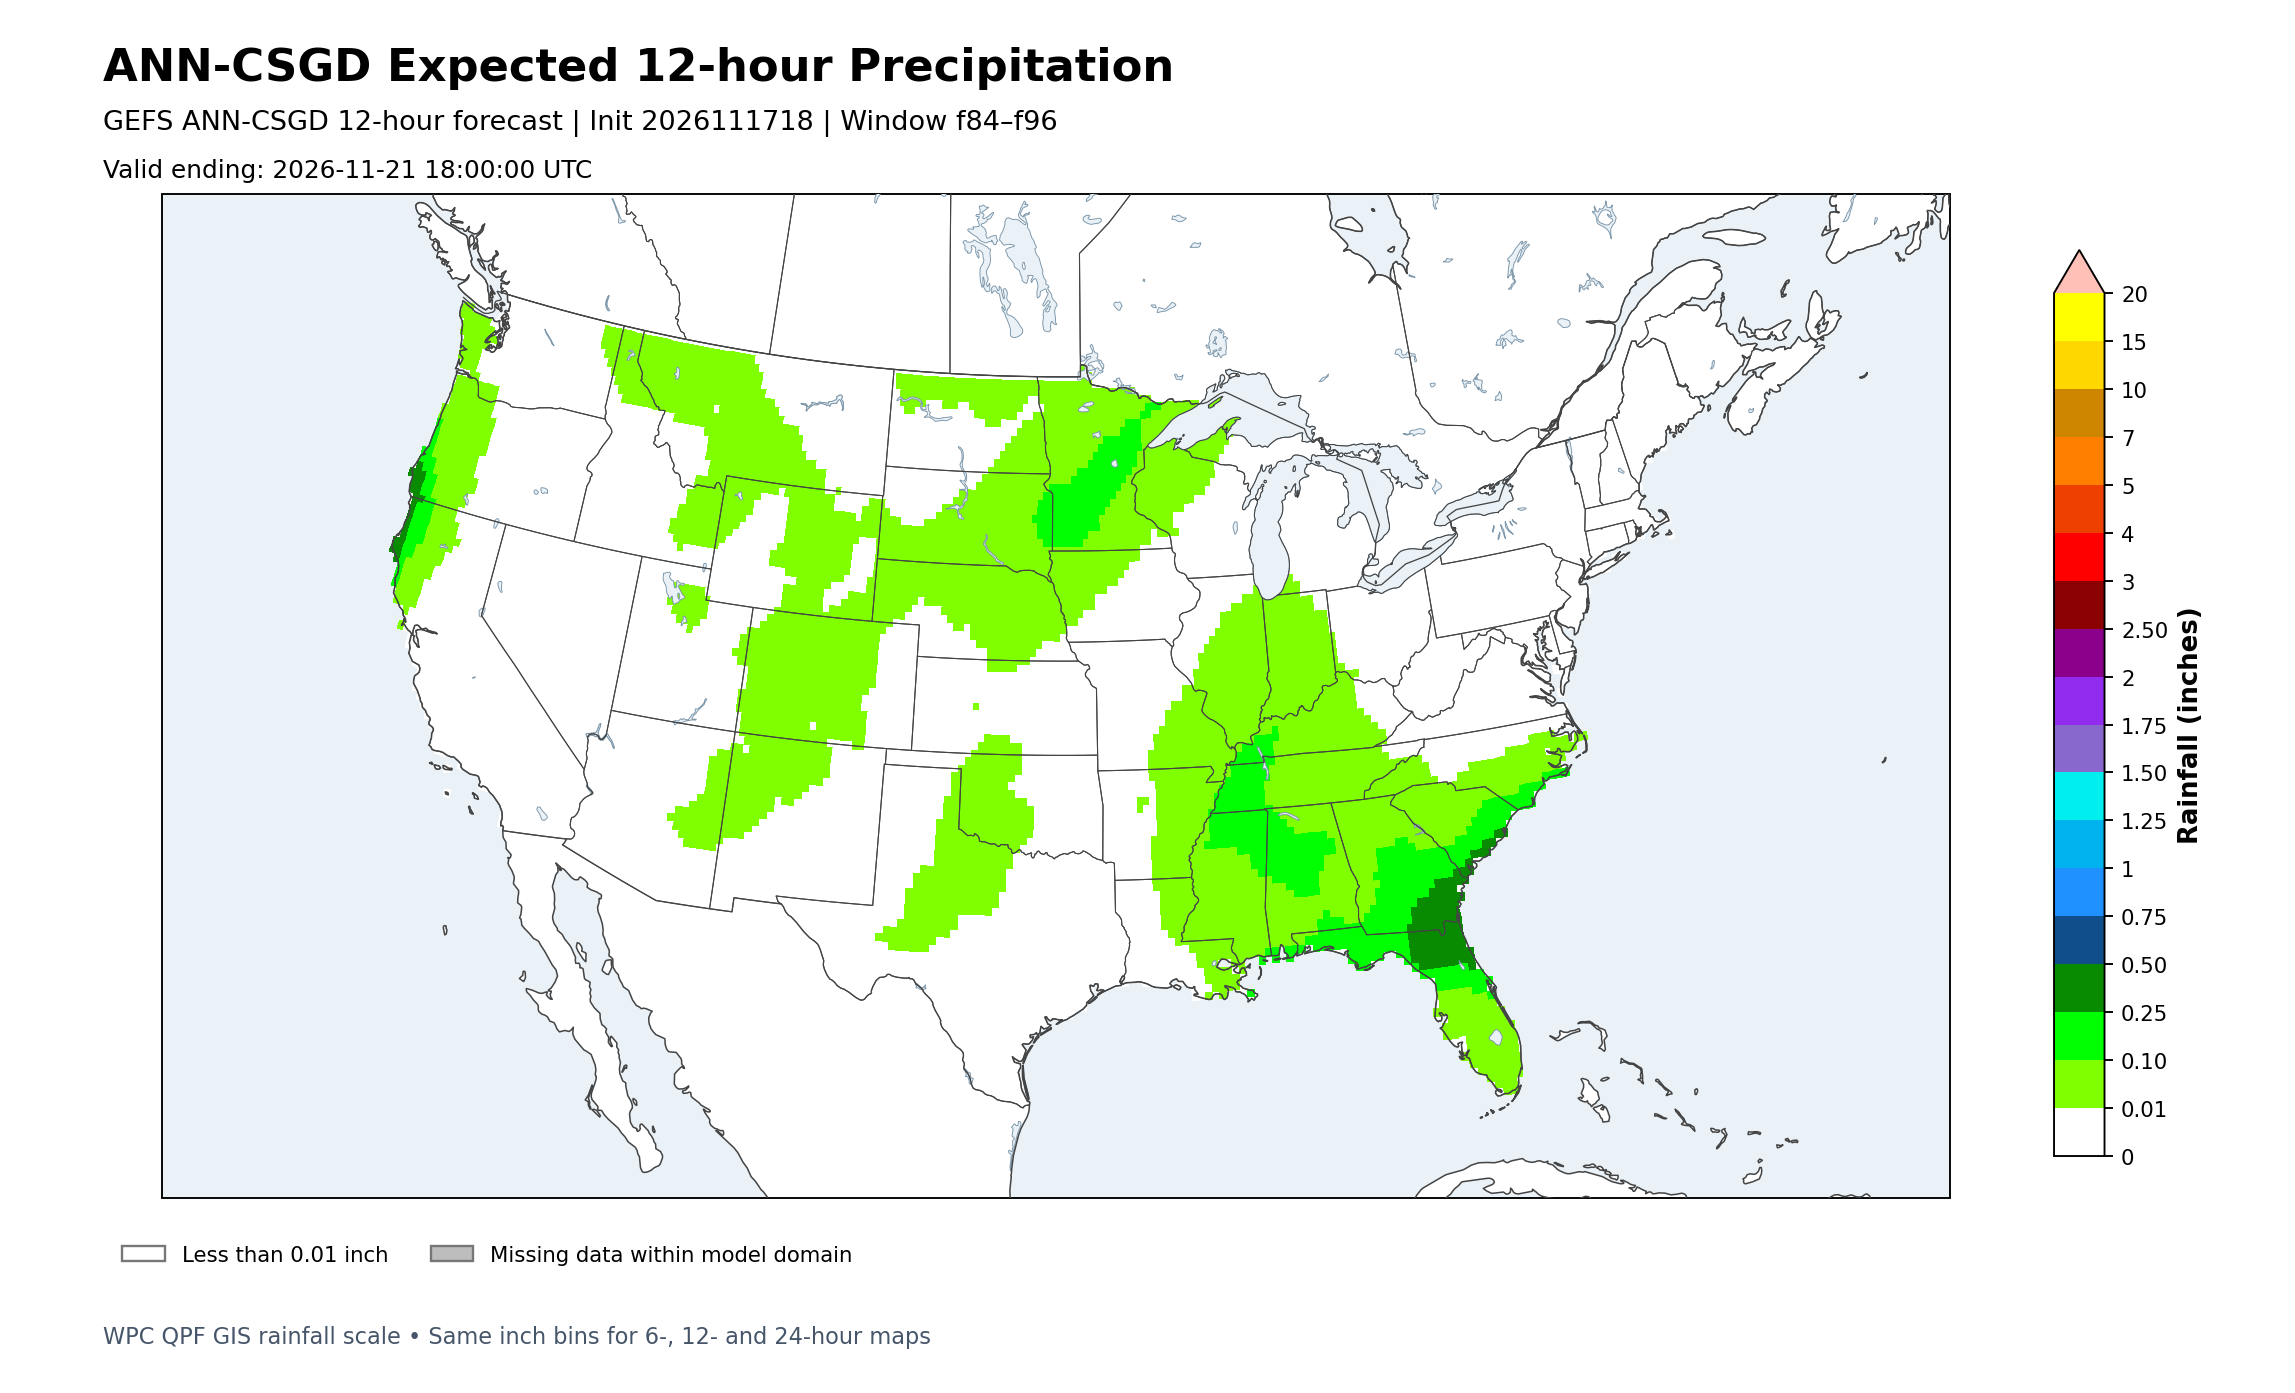 ANN-CSGD Expected 12-hour Precipitation
GEFS ANN-CSGD 12-hour forecast | Init 2026111718 | Window f84–f96
Valid ending: 2026-11-21 18:00:00 UTC
20
15
10
7
5
4
3
2.50
2
1.75
1.50
1.25
1
0.75
0.50
0.25
0.10
0.01
0
Rainfall (inches)
Less than 0.01 inch
Missing data within model domain
WPC QPF GIS rainfall scale • Same inch bins for 6-, 12- and 24-hour maps